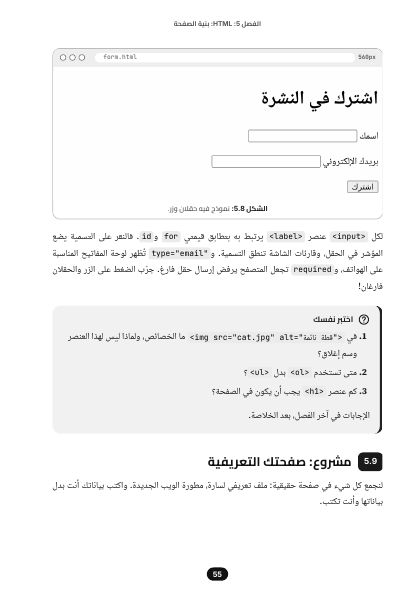 الفصل 5: HTML: بنية الصفحة
form.html
560px
اشترك في النشرة
اسمك
بريدك الإلكتروني
اشترك
الشكل 5.8: نموذج فيه حقلان وزر.
لكل <input> عنصر <label> يرتبط به بتطابق قيمتي for و id. فالنقر على التسمية يضع
المؤشر في الحقل، وقارئات الشاشة تنطق التسمية. و type="email" تُظهر لوحة المفاتيح المناسبة
على الهواتف، و required تجعل المتصفح يرفض إرسال حقل فارغ. جرّب الضغط على الزر والحقلان
فارغان!
اختبر نفسك
1. في <img src="cat.jpg" alt="قطة نائمة"> ما الخصائص، ولماذا ليس لهذا العنصر
وسم إغلاق؟
2. متى تستخدم <ol> بدل <ul>؟
3. كم عنصر <h1> يجب أن يكون في الصفحة؟
الإجابات في آخر الفصل، بعد الخلاصة.
5.9 مشروع: صفحتك التعريفية
لنجمع كل شيء في صفحة حقيقية: ملف تعريفي لسارة، مطورة الويب الجديدة. واكتب بياناتك أنت بدل
بياناتها وأنت تكتب.
55